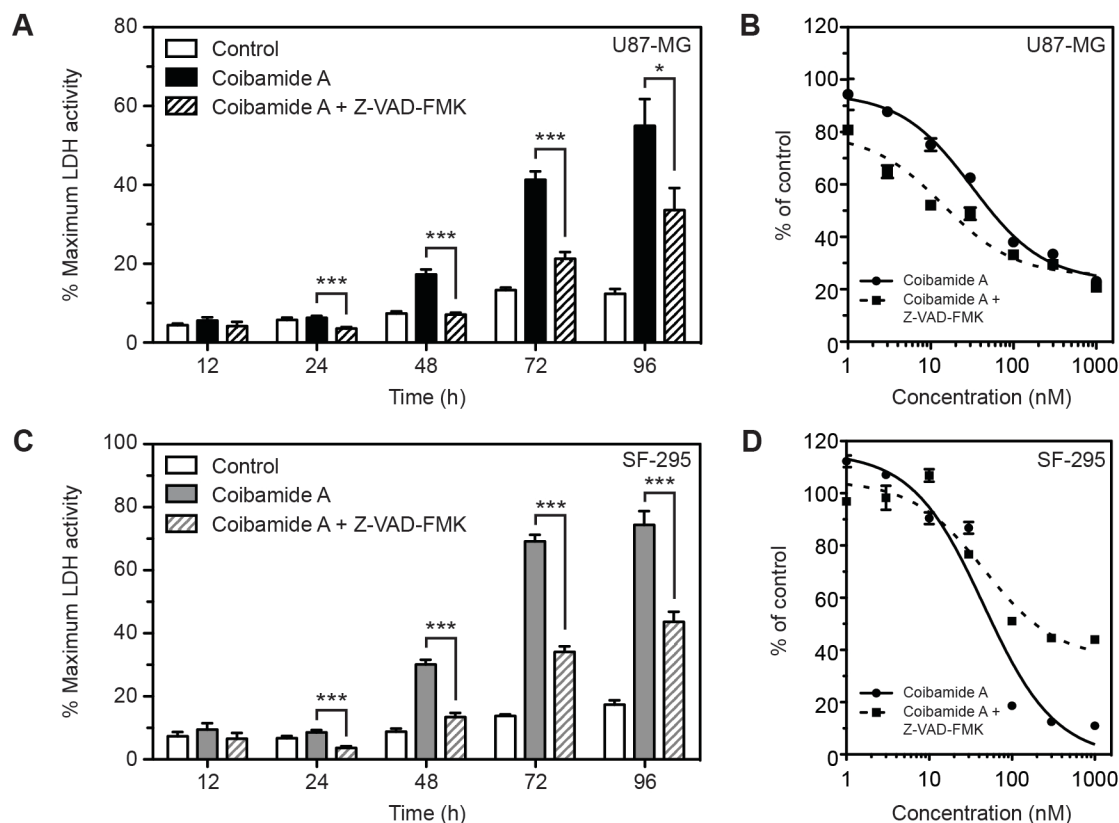 A
% Maximum LDH activity
80
60
40
20
0
Control
Coibamide A
Coibamide A + Z-VAD-FMK
U87-MG
***
***
***
*
12 24 48 72 96
Time (h)
B
% of control
120
100
80
60
40
20
0
U87-MG
Coibamide A
Coibamide A +
Z-VAD-FMK
1 10 100 1000
Concentration (nM)
C
% Maximum LDH activity
100
80
60
40
20
0
Control
Coibamide A
Coibamide A + Z-VAD-FMK
SF-295
***
***
***
***
12 24 48 72 96
Time (h)
D
% of control
120
100
80
60
40
20
0
SF-295
Coibamide A
Coibamide A +
Z-VAD-FMK
1 10 100 1000
Concentration (nM)